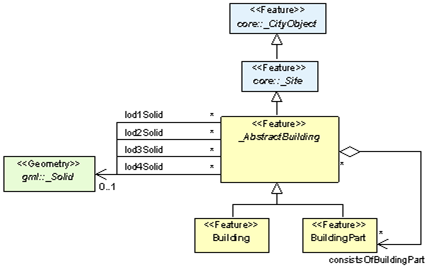 <<Feature>>
core::_CityObject
<<Feature>>
core::_Site
<<Feature>>
_AbstractBuilding
lod1Solid *
lod2Solid *
lod3Solid *
lod4Solid *
<<Geometry>>
gml::_Solid
0..1
*
<<Feature>>
Building
<<Feature>>
BuildingPart
*
consistsOfBuildingPart